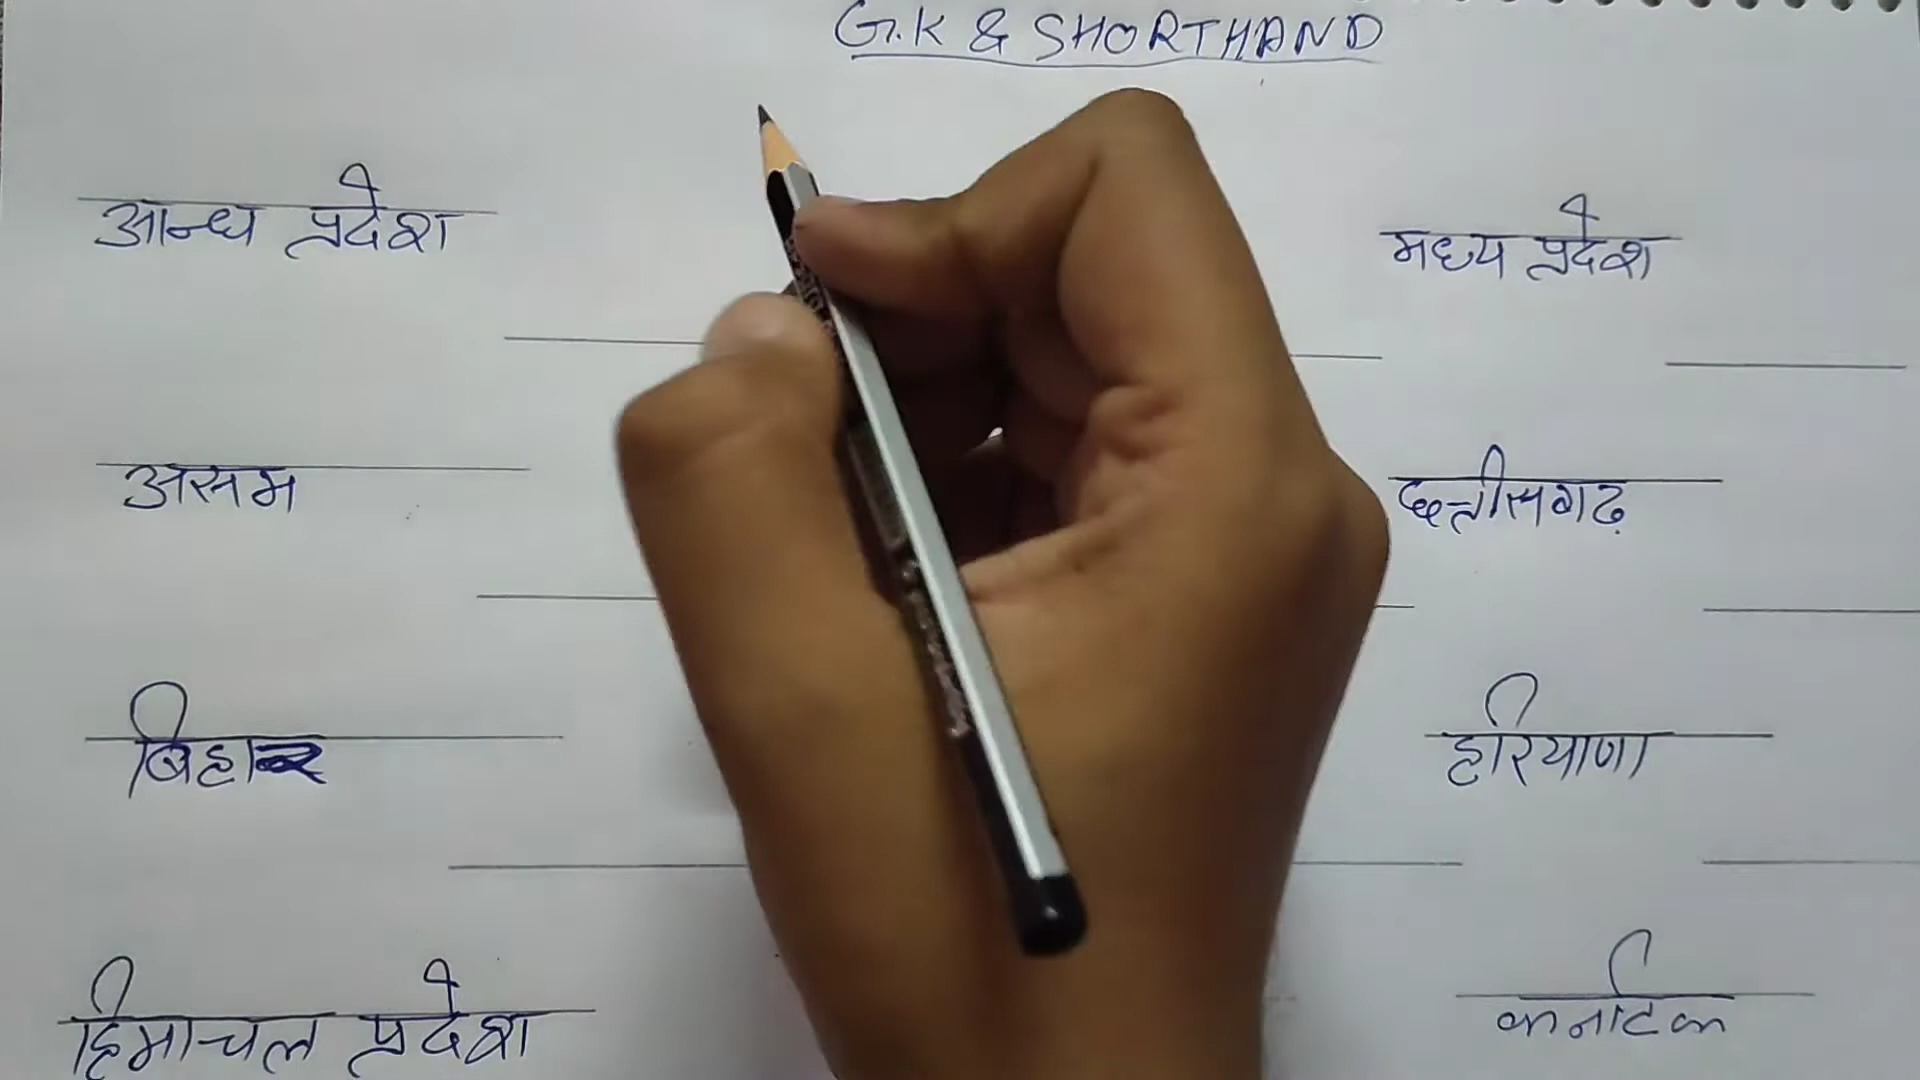 G.K & SHORTHAND
आन्ध प्रदेश
मध्य प्रदेश
असम
छत्तीसगढ़
बिहार
हरियाणा
हिमाचल प्रदेश
कर्नाटक